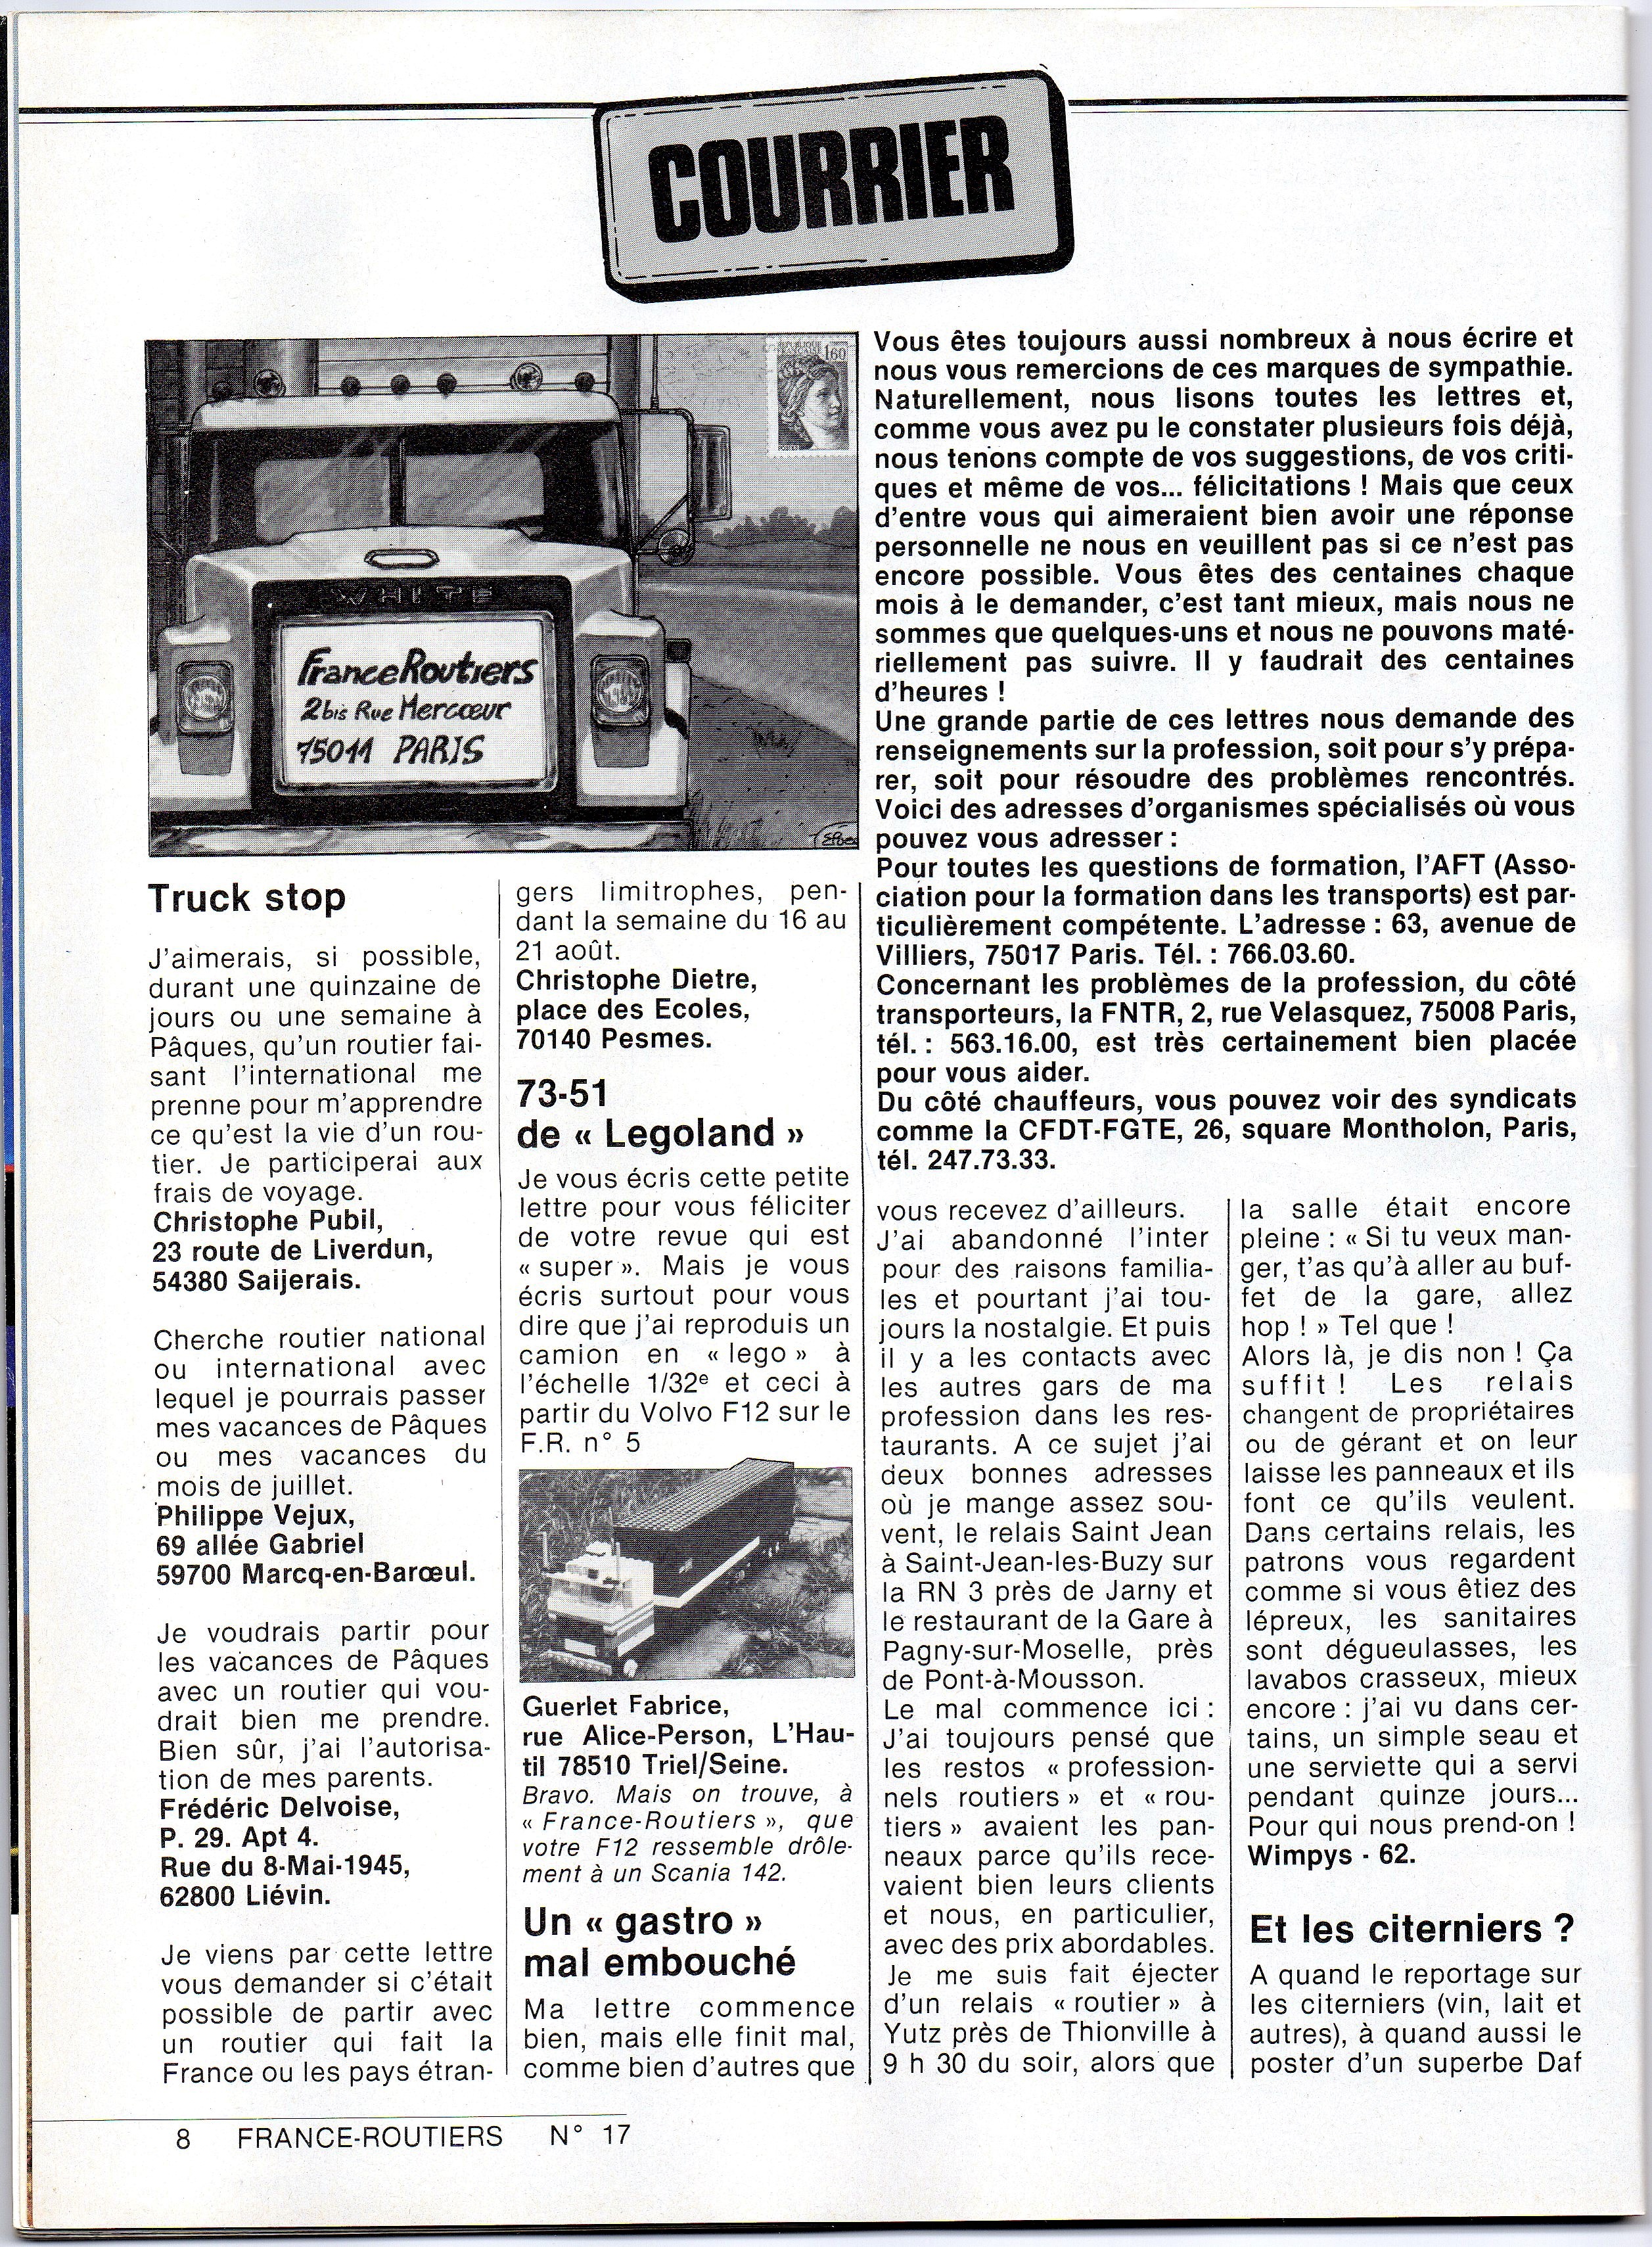 COURRIER
REPUBLIQUE
FRANCAISE 1,60
WHITE
FranceRoutiers
2 bis Rue Mercœur
75011 PARIS
Vous êtes toujours aussi nombreux à nous écrire et
nous vous remercions de ces marques de sympathie.
Naturellement, nous lisons toutes les lettres et,
comme vous avez pu le constater plusieurs fois déjà,
nous tenons compte de vos suggestions, de vos criti-
ques et même de vos... félicitations ! Mais que ceux
d'entre vous qui aimeraient bien avoir une réponse
personnelle ne nous en veuillent pas si ce n'est pas
encore possible. Vous êtes des centaines chaque
mois à le demander, c'est tant mieux, mais nous ne
sommes que quelques-uns et nous ne pouvons maté-
riellement pas suivre. Il y faudrait des centaines
d'heures !
Une grande partie de ces lettres nous demande des
renseignements sur la profession, soit pour s'y prépa-
rer, soit pour résoudre des problèmes rencontrés.
Voici des adresses d'organismes spécialisés où vous
pouvez vous adresser :
Pour toutes les questions de formation, l'AFT (Asso-
ciation pour la formation dans les transports) est par-
ticulièrement compétente. L'adresse : 63, avenue de
Villiers, 75017 Paris. Tél. : 766.03.60.
Concernant les problèmes de la profession, du côté
transporteurs, la FNTR, 2, rue Velasquez, 75008 Paris,
tél. : 563.16.00, est très certainement bien placée
pour vous aider.
Du côté chauffeurs, vous pouvez voir des syndicats
comme la CFDT-FGTE, 26, square Montholon, Paris,
tél. 247.73.33.
Truck stop
J'aimerais, si possible,
durant une quinzaine de
jours ou une semaine à
Pâques, qu'un routier fai-
sant l'international me
prenne pour m'apprendre
ce qu'est la vie d'un rou-
tier. Je participerai aux
frais de voyage.
Christophe Pubil,
23 route de Liverdun,
54380 Saijerais.
Cherche routier national
ou international avec
lequel je pourrais passer
mes vacances de Pâques
ou mes vacances du
mois de juillet.
Philippe Vejux,
69 allée Gabriel
59700 Marcq-en-Barœul.
Je voudrais partir pour
les vacances de Pâques
avec un routier qui vou-
drait bien me prendre.
Bien sûr, j'ai l'autorisa-
tion de mes parents.
Frédéric Delvoise,
P. 29. Apt 4.
Rue du 8-Mai-1945,
62800 Liévin.
Je viens par cette lettre
vous demander si c'était
possible de partir avec
un routier qui fait la
France ou les pays étran-
gers limitrophes, pen-
dant la semaine du 16 au
21 août.
Christophe Dietre,
place des Ecoles,
70140 Pesmes.
73-51
de « Legoland »
Je vous écris cette petite
lettre pour vous féliciter
de votre revue qui est
« super ». Mais je vous
écris surtout pour vous
dire que j'ai reproduis un
camion en « lego » à
l'échelle 1/32e et ceci à
partir du Volvo F12 sur le
F.R. n° 5
Guerlet Fabrice,
rue Alice-Person, L'Hau-
til 78510 Triel/Seine.
Bravo. Mais on trouve, à
« France-Routiers », que
votre F12 ressemble drôle-
ment à un Scania 142.
Un « gastro »
mal embouché
Ma lettre commence
bien, mais elle finit mal,
comme bien d'autres que
vous recevez d'ailleurs.
J'ai abandonné l'inter
pour des raisons familia-
les et pourtant j'ai tou-
jours la nostalgie. Et puis
il y a les contacts avec
les autres gars de ma
profession dans les res-
taurants. A ce sujet j'ai
deux bonnes adresses
où je mange assez sou-
vent, le relais Saint Jean
à Saint-Jean-les-Buzy sur
la RN 3 près de Jarny et
le restaurant de la Gare à
Pagny-sur-Moselle, près
de Pont-à-Mousson.
Le mal commence ici :
J'ai toujours pensé que
les restos « profession-
nels routiers » et « rou-
tiers » avaient les pan-
neaux parce qu'ils rece-
vaient bien leurs clients
et nous, en particulier,
avec des prix abordables.
Je me suis fait éjecter
d'un relais « routier » à
Yutz près de Thionville à
9 h 30 du soir, alors que
la salle était encore
pleine : « Si tu veux man-
ger, t'as qu'à aller au buf-
fet de la gare, allez
hop ! » Tel que !
Alors là, je dis non ! Ça
suffit ! Les relais
changent de propriétaires
ou de gérant et on leur
laisse les panneaux et ils
font ce qu'ils veulent.
Dans certains relais, les
patrons vous regardent
comme si vous êtiez des
lépreux, les sanitaires
sont dégueulasses, les
lavabos crasseux, mieux
encore : j'ai vu dans cer-
tains, un simple seau et
une serviette qui a servi
pendant quinze jours...
Pour qui nous prend-on !
Wimpys - 62.
Et les citerniers ?
A quand le reportage sur
les citerniers (vin, lait et
autres), à quand aussi le
poster d'un superbe Daf
8 FRANCE-ROUTIERS N° 17